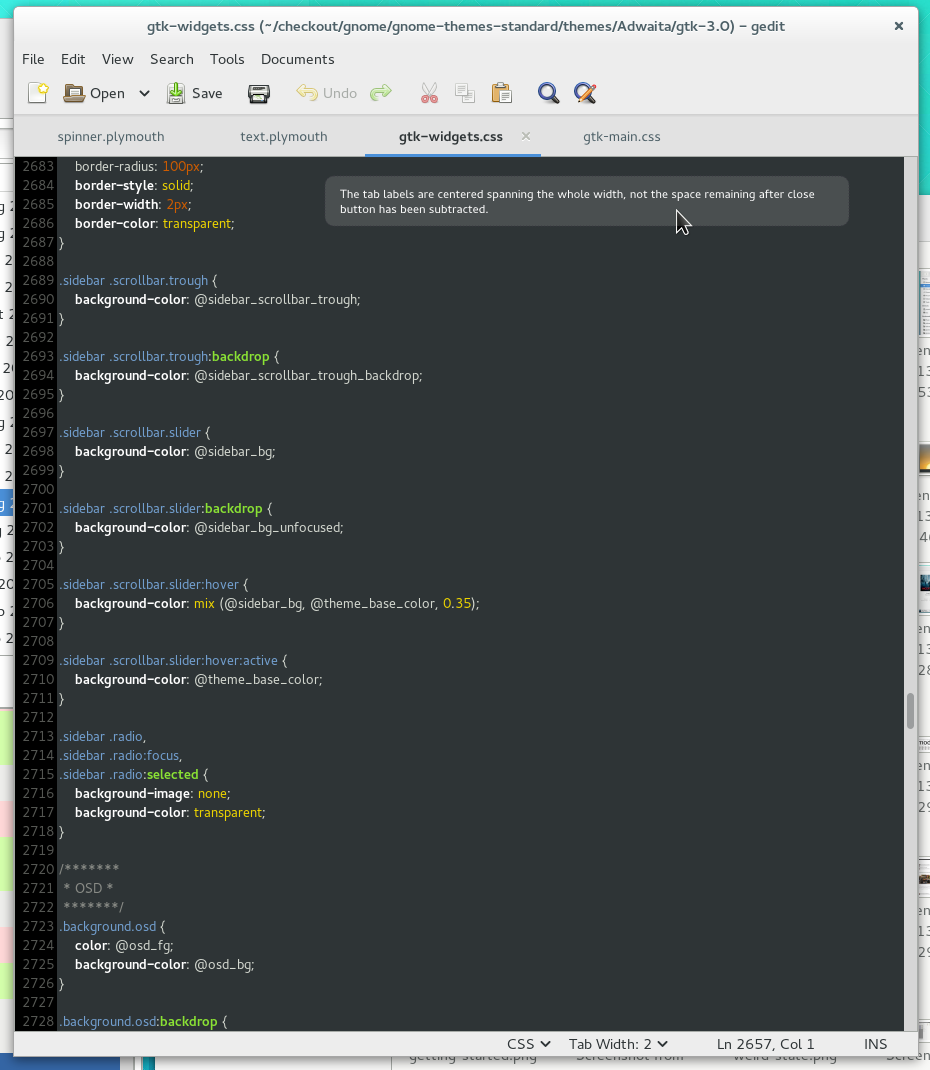 gtk-widgets.css (~/checkout/gnome/gnome-themes-standard/themes/Adwaita/gtk-3.0) – gedit
File Edit View Search Tools Documents
Open Save Undo
spinner.plymouth text.plymouth gtk-widgets.css gtk-main.css
The tab labels are centered spanning the whole width, not the space remaining after close
button has been subtracted.
2683 border-radius: 100px;
2684 border-style: solid;
2685 border-width: 2px;
2686 border-color: transparent;
2687 }
2688
2689 .sidebar .scrollbar.trough {
2690 background-color: @sidebar_scrollbar_trough;
2691 }
2692
2693 .sidebar .scrollbar.trough:backdrop {
2694 background-color: @sidebar_scrollbar_trough_backdrop;
2695 }
2696
2697 .sidebar .scrollbar.slider {
2698 background-color: @sidebar_bg;
2699 }
2700
2701 .sidebar .scrollbar.slider:backdrop {
2702 background-color: @sidebar_bg_unfocused;
2703 }
2704
2705 .sidebar .scrollbar.slider:hover {
2706 background-color: mix (@sidebar_bg, @theme_base_color, 0.35);
2707 }
2708
2709 .sidebar .scrollbar.slider:hover:active {
2710 background-color: @theme_base_color;
2711 }
2712
2713 .sidebar .radio,
2714 .sidebar .radio:focus,
2715 .sidebar .radio:selected {
2716 background-image: none;
2717 background-color: transparent;
2718 }
2719
2720 /*******
2721 * OSD *
2722 *******/
2723 .background.osd {
2724 color: @osd_fg;
2725 background-color: @osd_bg;
2726 }
2727
2728 .background.osd:backdrop {
CSS Tab Width: 2 Ln 2657, Col 1 INS